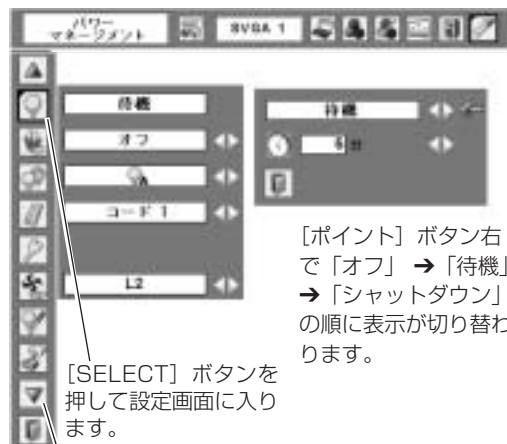 パワー
マネージメント
SVGA 1
待機
オフ
コード 1
L2
待機
5 分
［ポイント］ボタン右
で「オフ」➔「待機」
➔「シャットダウン」
の順に表示が切り替わ
ります。
［SELECT］ボタンを
押して設定画面に入り
ます。